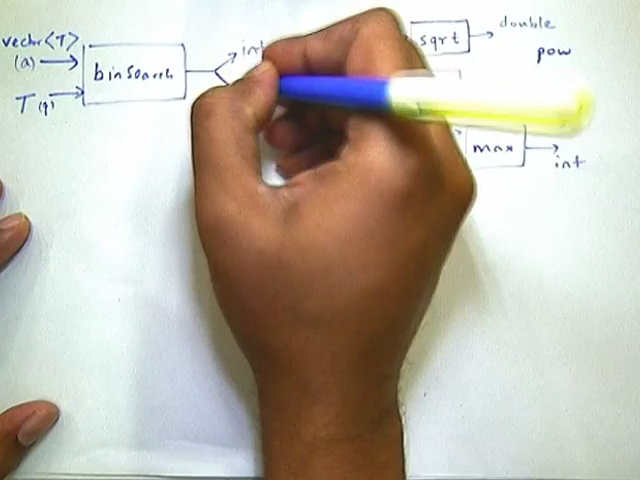 vector<T>
(a)
T (q)
binSearch
int
sqrt
double
pow
max
int